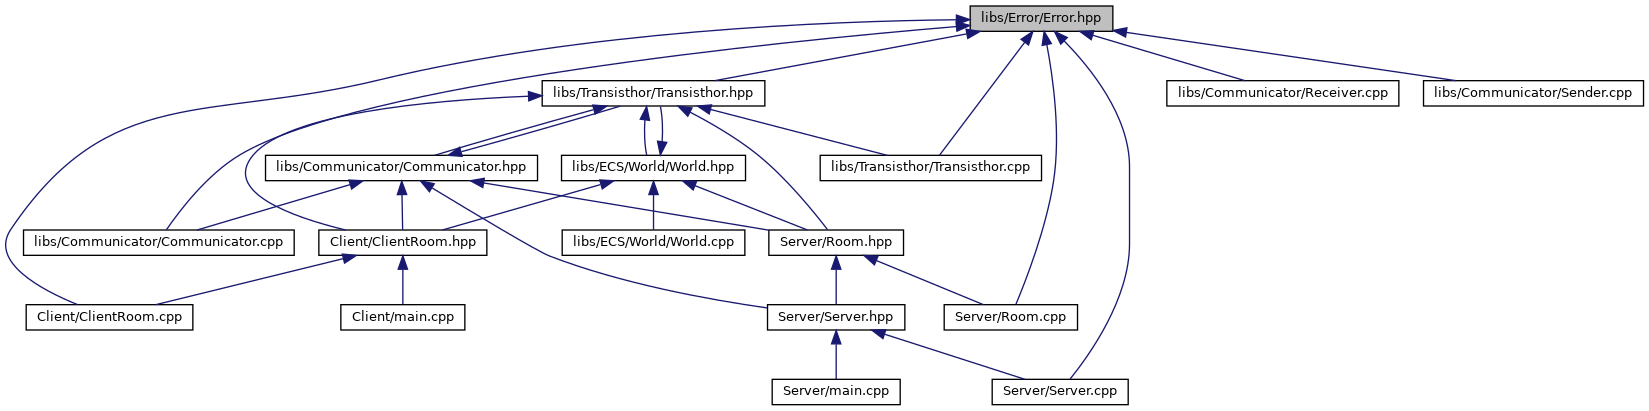 libs/Error/Error.hpp
libs/Transisthor/Transisthor.hpp
libs/Communicator/Receiver.cpp
libs/Communicator/Sender.cpp
libs/Communicator/Communicator.hpp
libs/ECS/World/World.hpp
libs/Transisthor/Transisthor.cpp
libs/Communicator/Communicator.cpp
Client/ClientRoom.hpp
libs/ECS/World/World.cpp
Server/Room.hpp
Client/ClientRoom.cpp
Client/main.cpp
Server/Server.hpp
Server/Room.cpp
Server/main.cpp
Server/Server.cpp